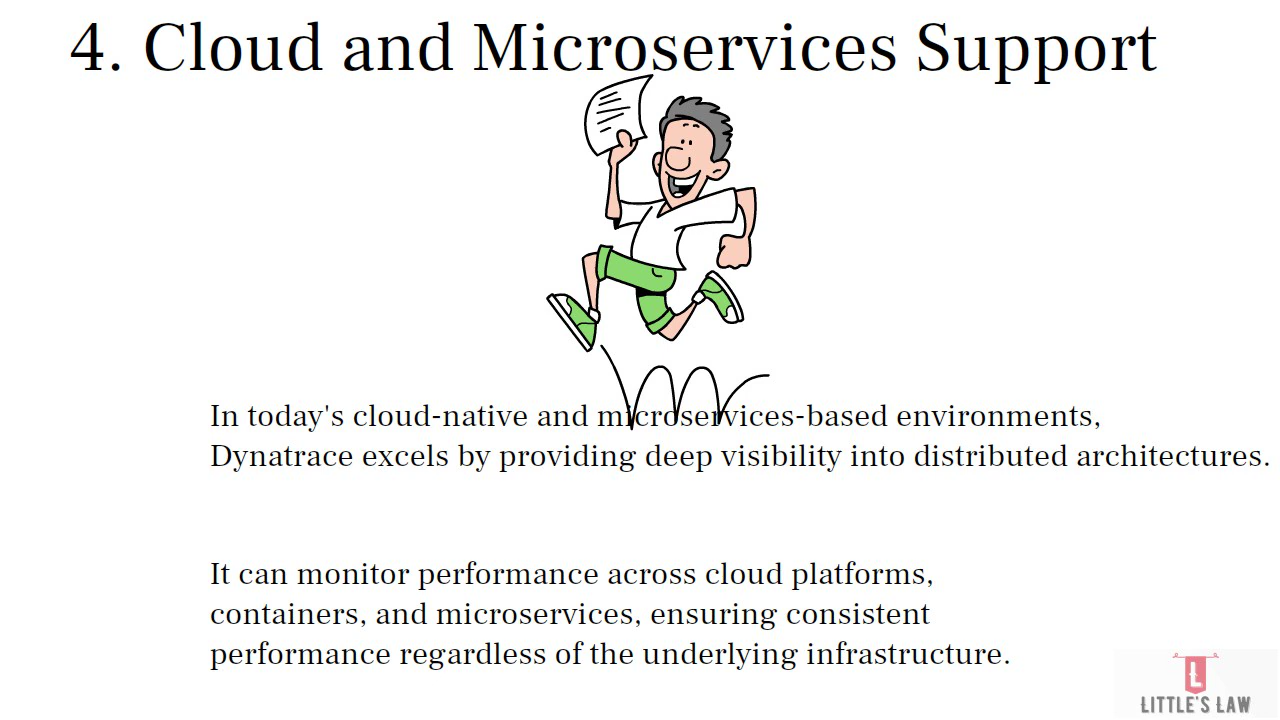 4. Cloud and Microservices Support
In today's cloud-native and microservices-based environments,
Dynatrace excels by providing deep visibility into distributed architectures.
It can monitor performance across cloud platforms,
containers, and microservices, ensuring consistent
performance regardless of the underlying infrastructure.
L
LITTLE'S LAW